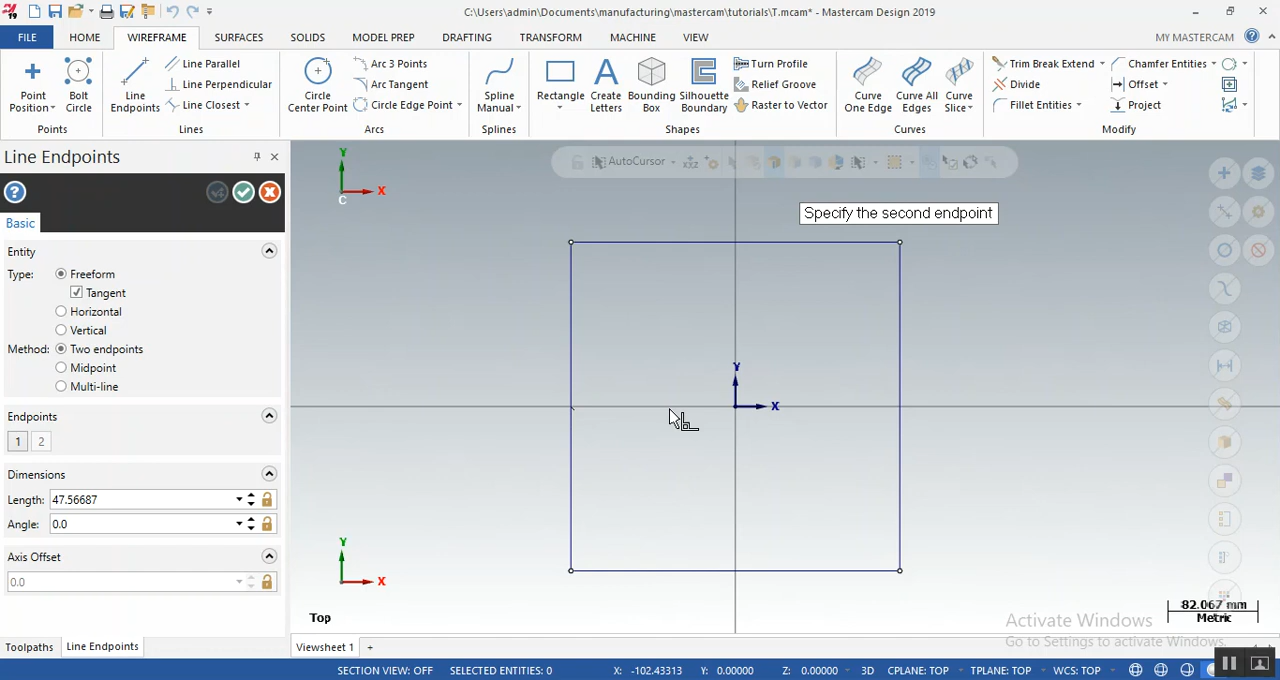 C:\Users\admin\Documents\manufacturing\mastercam\tutorials\T.mcam* - Mastercam Design 2019
FILE HOME WIREFRAME SURFACES SOLIDS MODEL PREP DRAFTING TRANSFORM MACHINE VIEW MY MASTERCAM
Point Position
Bolt Circle
Points
Line Endpoints
Line Parallel
Line Perpendicular
Line Closest
Lines
Circle Center Point
Arc 3 Points
Arc Tangent
Circle Edge Point
Arcs
Spline Manual
Splines
Rectangle
Create Letters
Bounding Box
Silhouette Boundary
Turn Profile
Relief Groove
Raster to Vector
Shapes
Curve One Edge
Curve All Edges
Curve Slice
Curves
Trim Break Extend
Divide
Fillet Entities
Chamfer Entities
Offset
Project
Modify
Line Endpoints
Basic
Entity
Type: Freeform
Tangent
Horizontal
Vertical
Method: Two endpoints
Midpoint
Multi-line
Endpoints
1 2
Dimensions
Length: 47.56687
Angle: 0.0
Axis Offset
0.0
Toolpaths Line Endpoints
AutoCursor
Specify the second endpoint
Y
X
C
Y
X
Y
X
Top
82.067 mm
Metric
Activate Windows
Go to Settings to activate Windows.
Viewsheet 1 +
SECTION VIEW: OFF SELECTED ENTITIES: 0 X: -102.43313 Y: 0.00000 Z: 0.00000 3D CPLANE: TOP TPLANE: TOP WCS: TOP